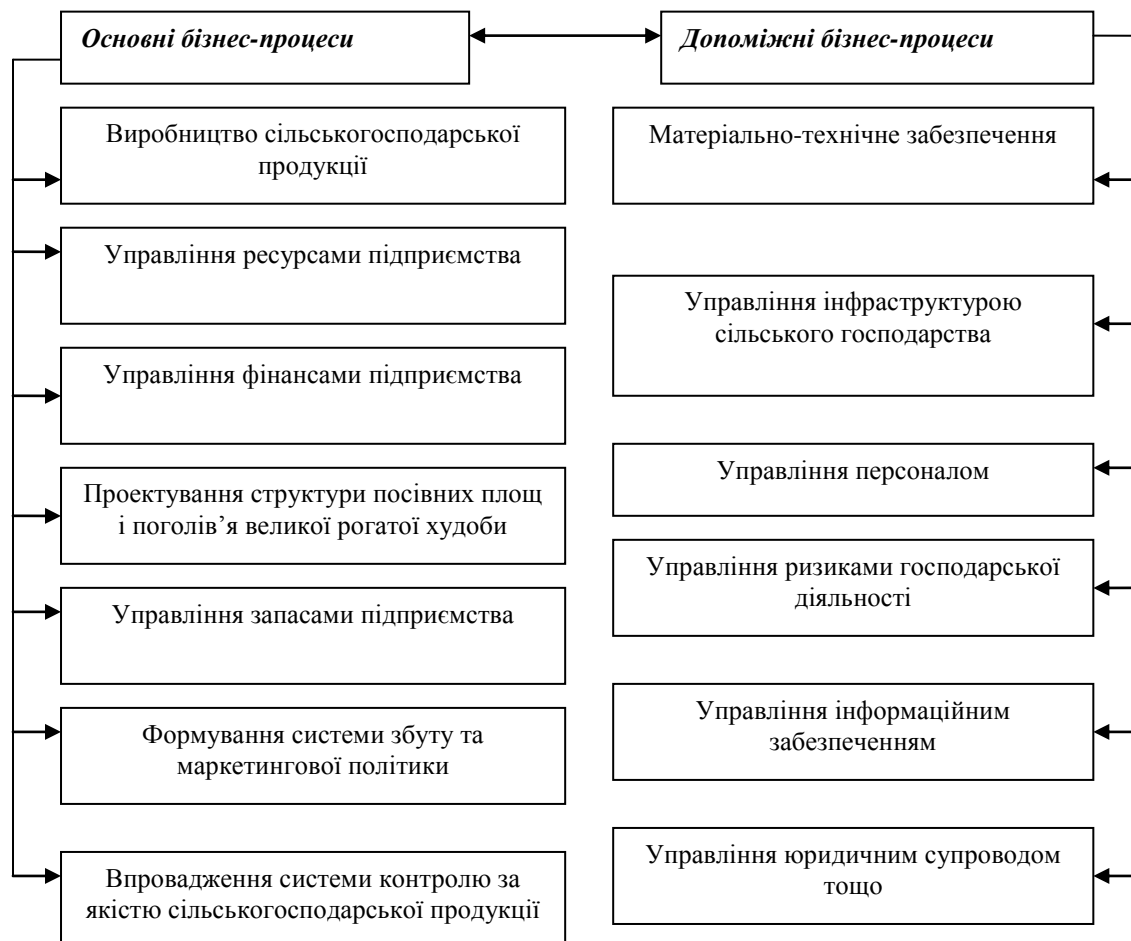 Основні бізнес-процеси
Допоміжні бізнес-процеси
Виробництво сільськогосподарської
продукції
Управління ресурсами підприємства
Управління фінансами підприємства
Проектування структури посівних площ
і поголів’я великої рогатої худоби
Управління запасами підприємства
Формування системи збуту та
маркетингової політики
Впровадження системи контролю за
якістю сільськогосподарської продукції
Матеріально-технічне забезпечення
Управління інфраструктурою
сільського господарства
Управління персоналом
Управління ризиками господарської
діяльності
Управління інформаційним
забезпеченням
Управління юридичним супроводом
тощо